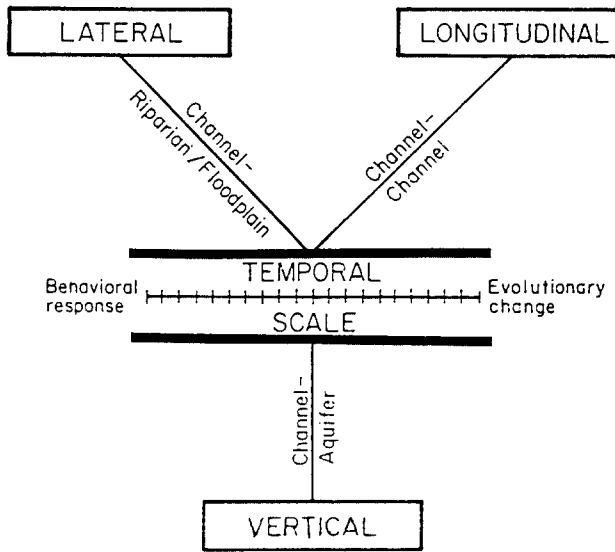 LATERAL
LONGITUDINAL
Channel-
Riparian/Floodplain
Channel-
Channel
TEMPORAL
Behavioral
response
Evolutionary
change
SCALE
Channel-
Aquifer
VERTICAL